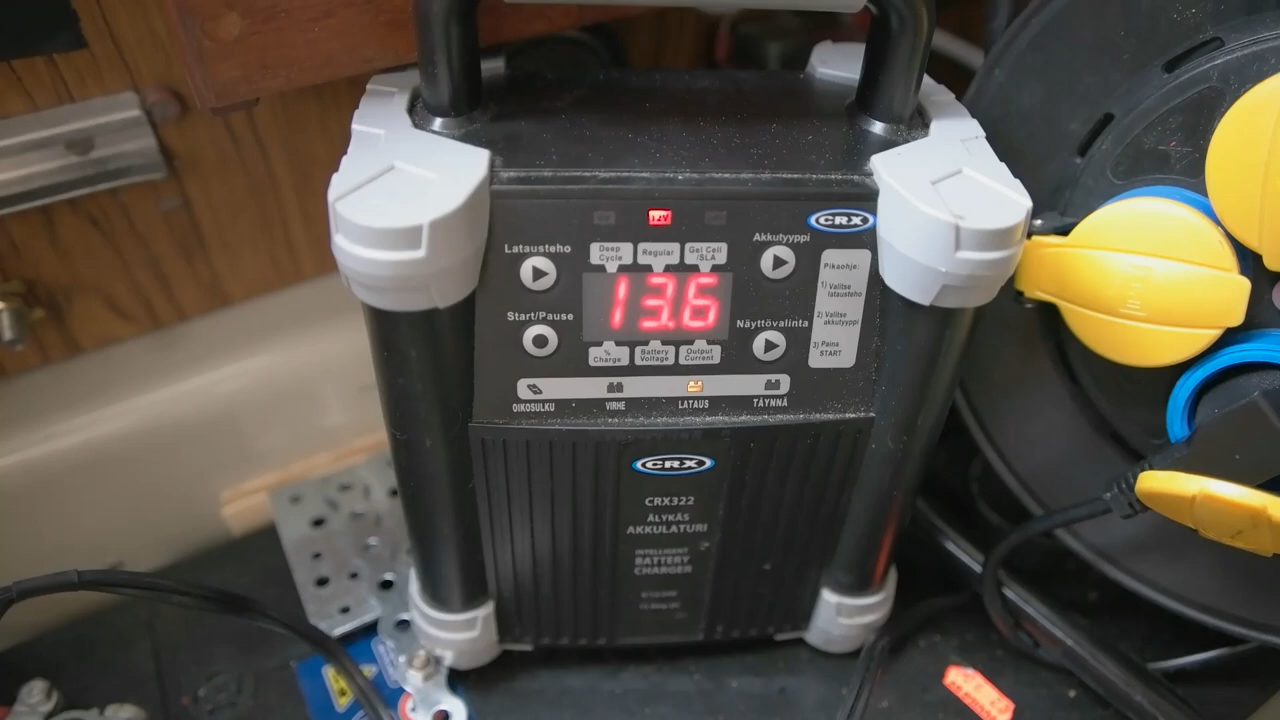 12V
CRX
Latausteho
Deep
Cycle
Regular
Gel Cell
/SLA
Akkutyyppi
13.6
Start/Pause
Näyttövalinta
%
Charge
Battery
Voltage
Output
Current
Pikaohje:
1) Valitse
latausteho
2) Valitse
akkutyyppi
3) Paina
START
OIKOSULKU
VIRHE
LATAUS
TÄYNNÄ
CRX
CRX322
ÄLYKÄS
AKKULATURI
INTELLIGENT
BATTERY
CHARGER